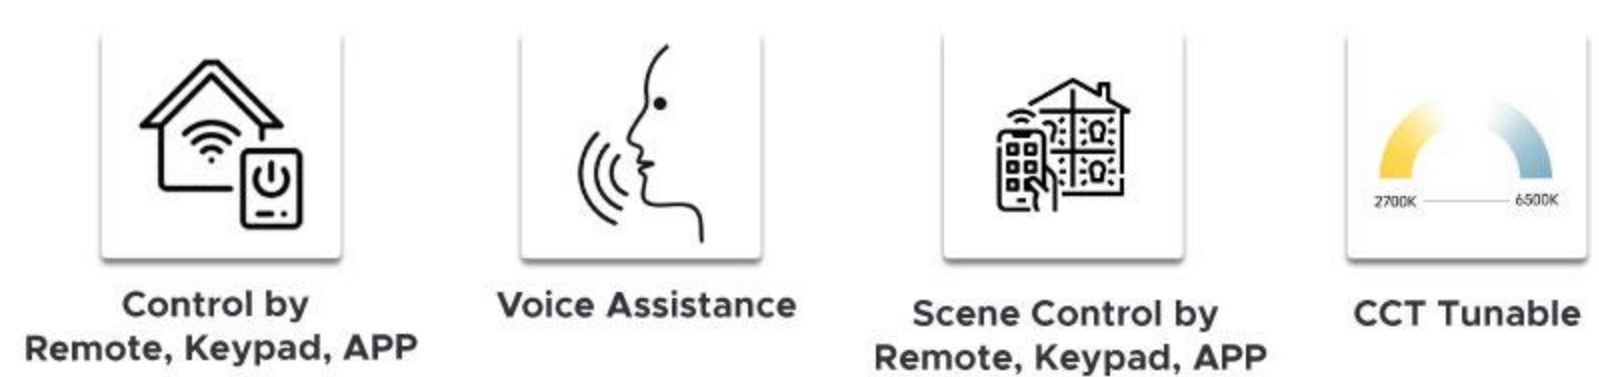 Control by
Remote, Keypad, APP
Voice Assistance
Scene Control by
Remote, Keypad, APP
2700K
6500K
CCT Tunable